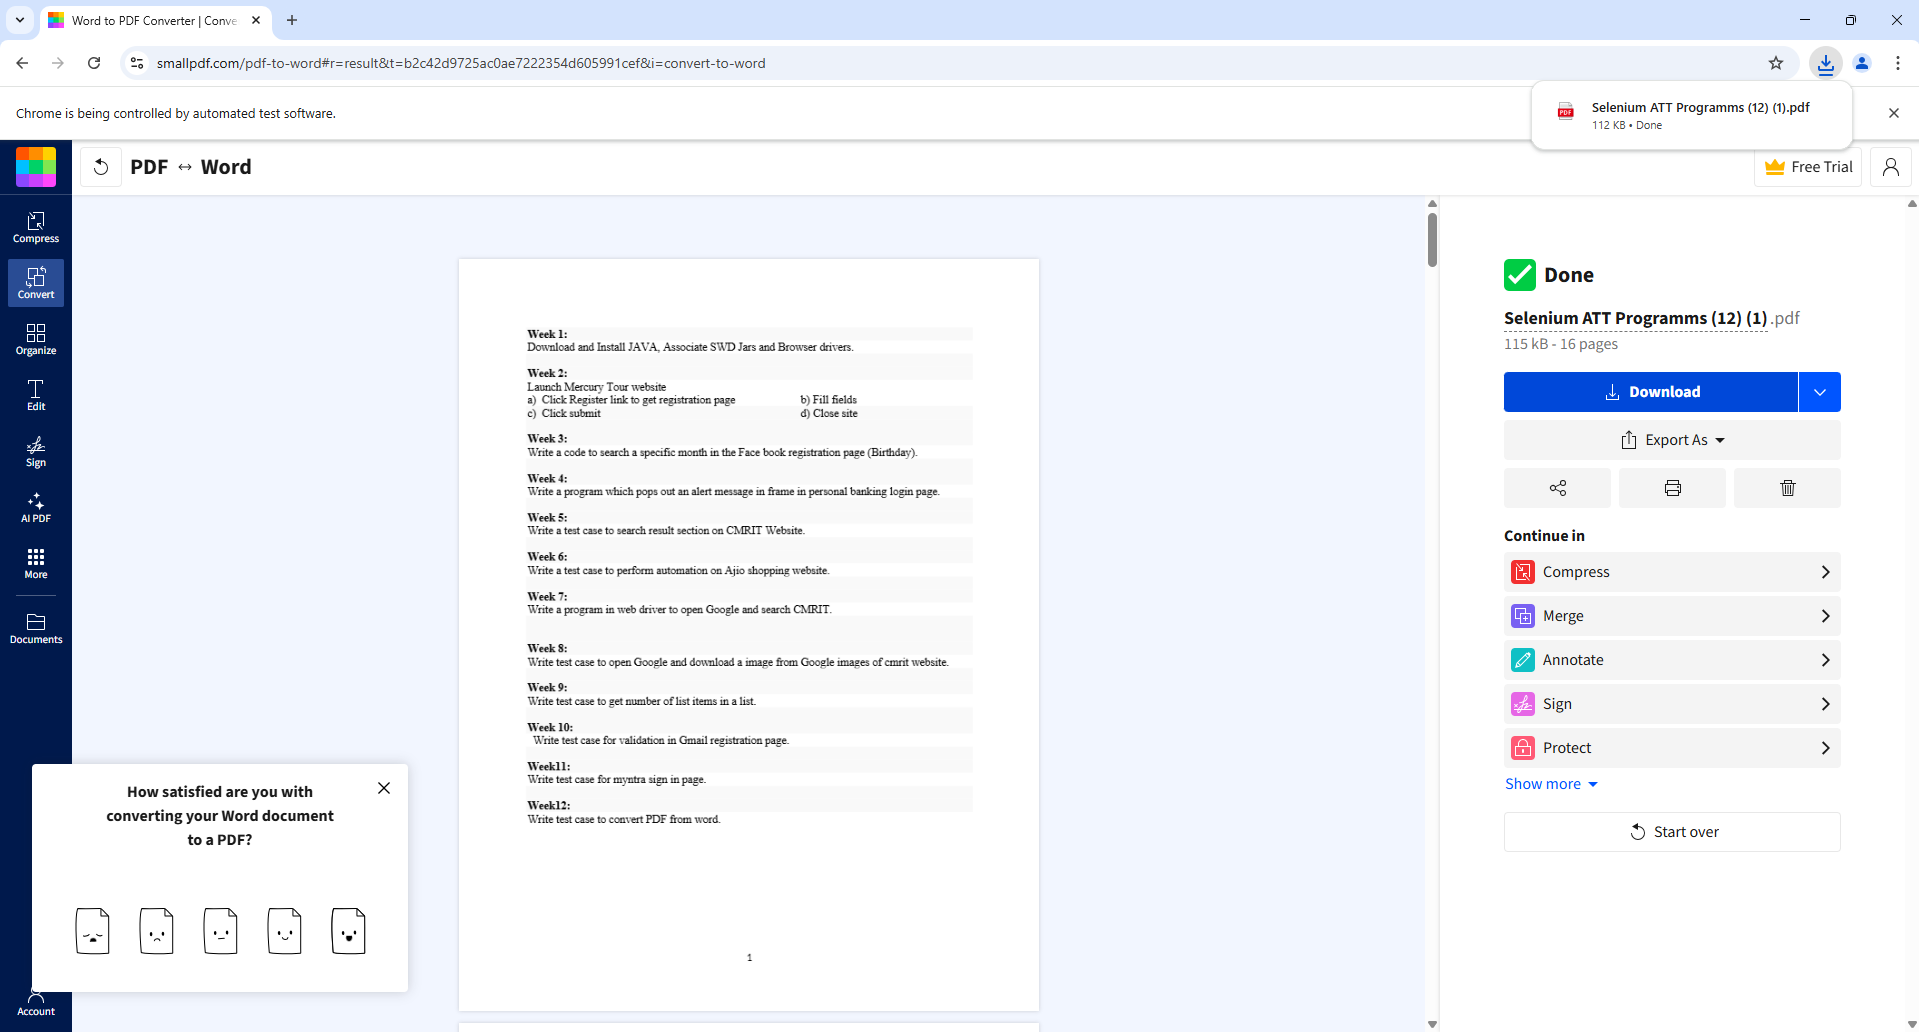 Word to PDF Converter | Conve
smallpdf.com/pdf-to-word#r=result&t=b2c42d9725ac0ae7222354d605991cef&i=convert-to-word
Chrome is being controlled by automated test software.
Selenium ATT Programms (12) (1).pdf
112 KB • Done
PDF ↔ Word
Free Trial
Compress
Convert
Organize
Edit
Sign
AI PDF
More
Documents
Account
Week 1:
Download and Install JAVA, Associate SWD Jars and Browser drivers.
Week 2:
Launch Mercury Tour website
a) Click Register link to get registration page b) Fill fields
c) Click submit d) Close site
Week 3:
Write a code to search a specific month in the Face book registration page (Birthday).
Week 4:
Write a program which pops out an alert message in frame in personal banking login page.
Week 5:
Write a test case to search result section on CMRIT Website.
Week 6:
Write a test case to perform automation on Ajio shopping website.
Week 7:
Write a program in web driver to open Google and search CMRIT.
Week 8:
Write test case to open Google and download a image from Google images of cmrit website.
Week 9:
Write test case to get number of list items in a list.
Week 10:
Write test case for validation in Gmail registration page.
Week11:
Write test case for myntra sign in page.
Week12:
Write test case to convert PDF from word.
1
How satisfied are you with
converting your Word document
to a PDF?
Done
Selenium ATT Programms (12) (1).pdf
115 kB - 16 pages
Download
Export As
Continue in
Compress
Merge
Annotate
Sign
Protect
Show more
Start over